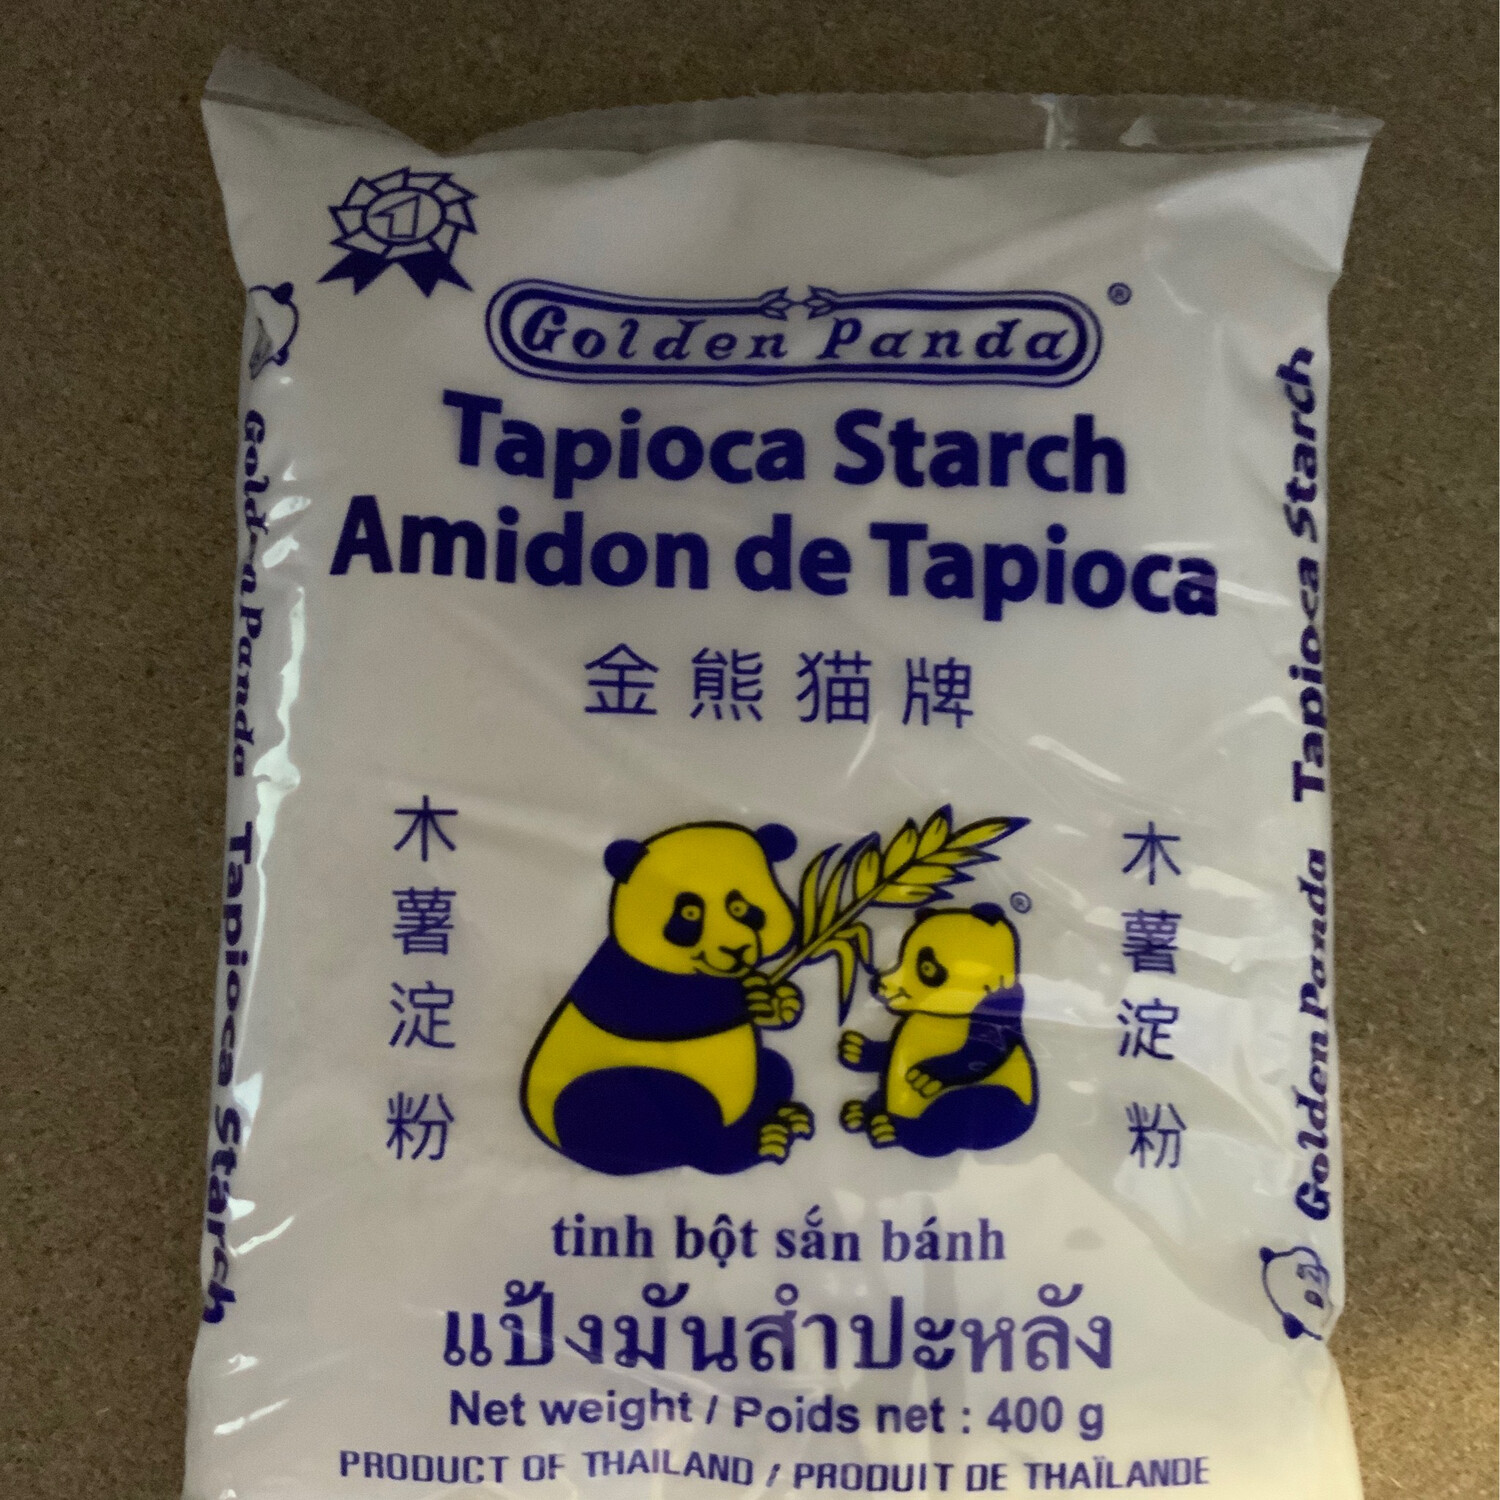 1
Golden Panda ®
Tapioca Starch
Amidon de Tapioca
金熊猫牌
木薯淀粉
®
木薯淀粉
tinh bột sắn bánh
แป้งมันสำปะหลัง
Net weight / Poids net : 400 g
PRODUCT OF THAILAND / PRODUIT DE THAÏLANDE
Golden Panda Tapioca Starch
Golden Panda Tapioca Starch